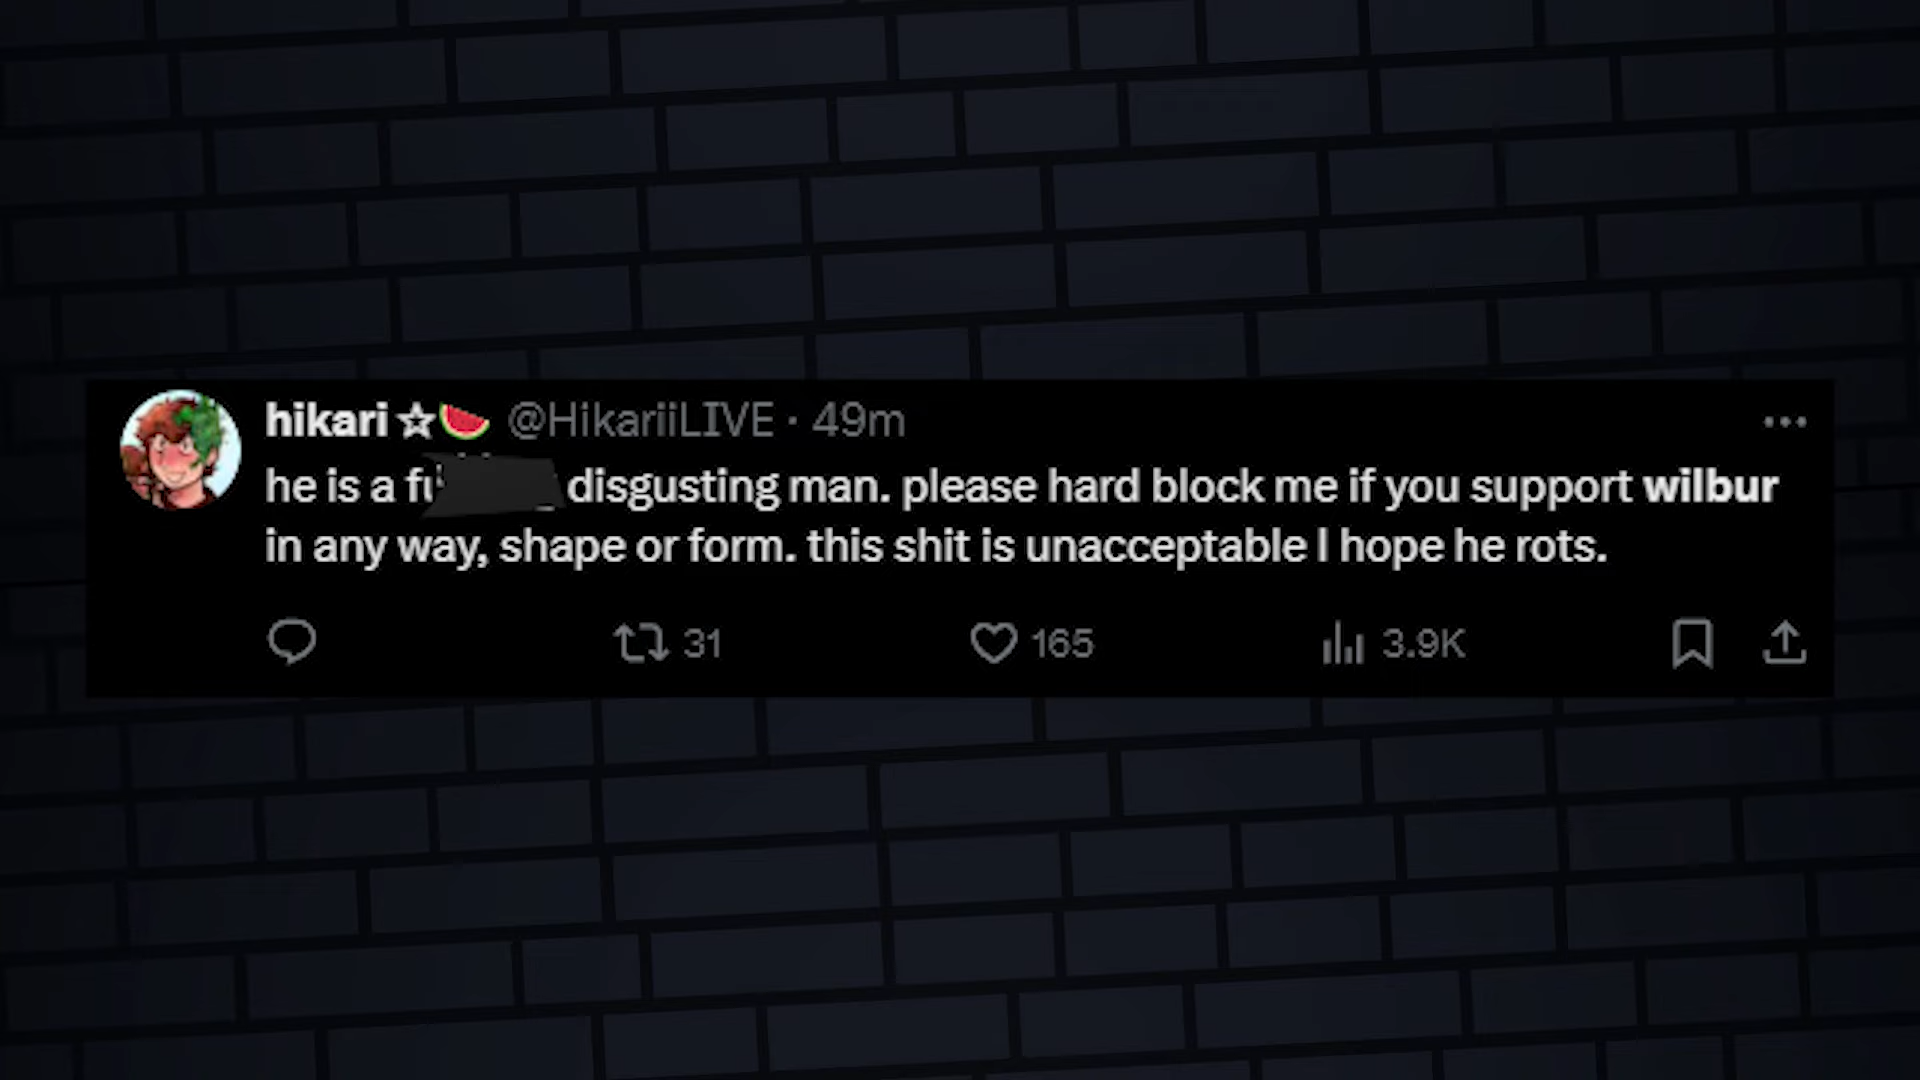 hikari ☆🍉 @HikariiLIVE · 49m
he is a fu disgusting man. please hard block me if you support wilbur
in any way, shape or form. this shit is unacceptable I hope he rots.
31 165 3.9K